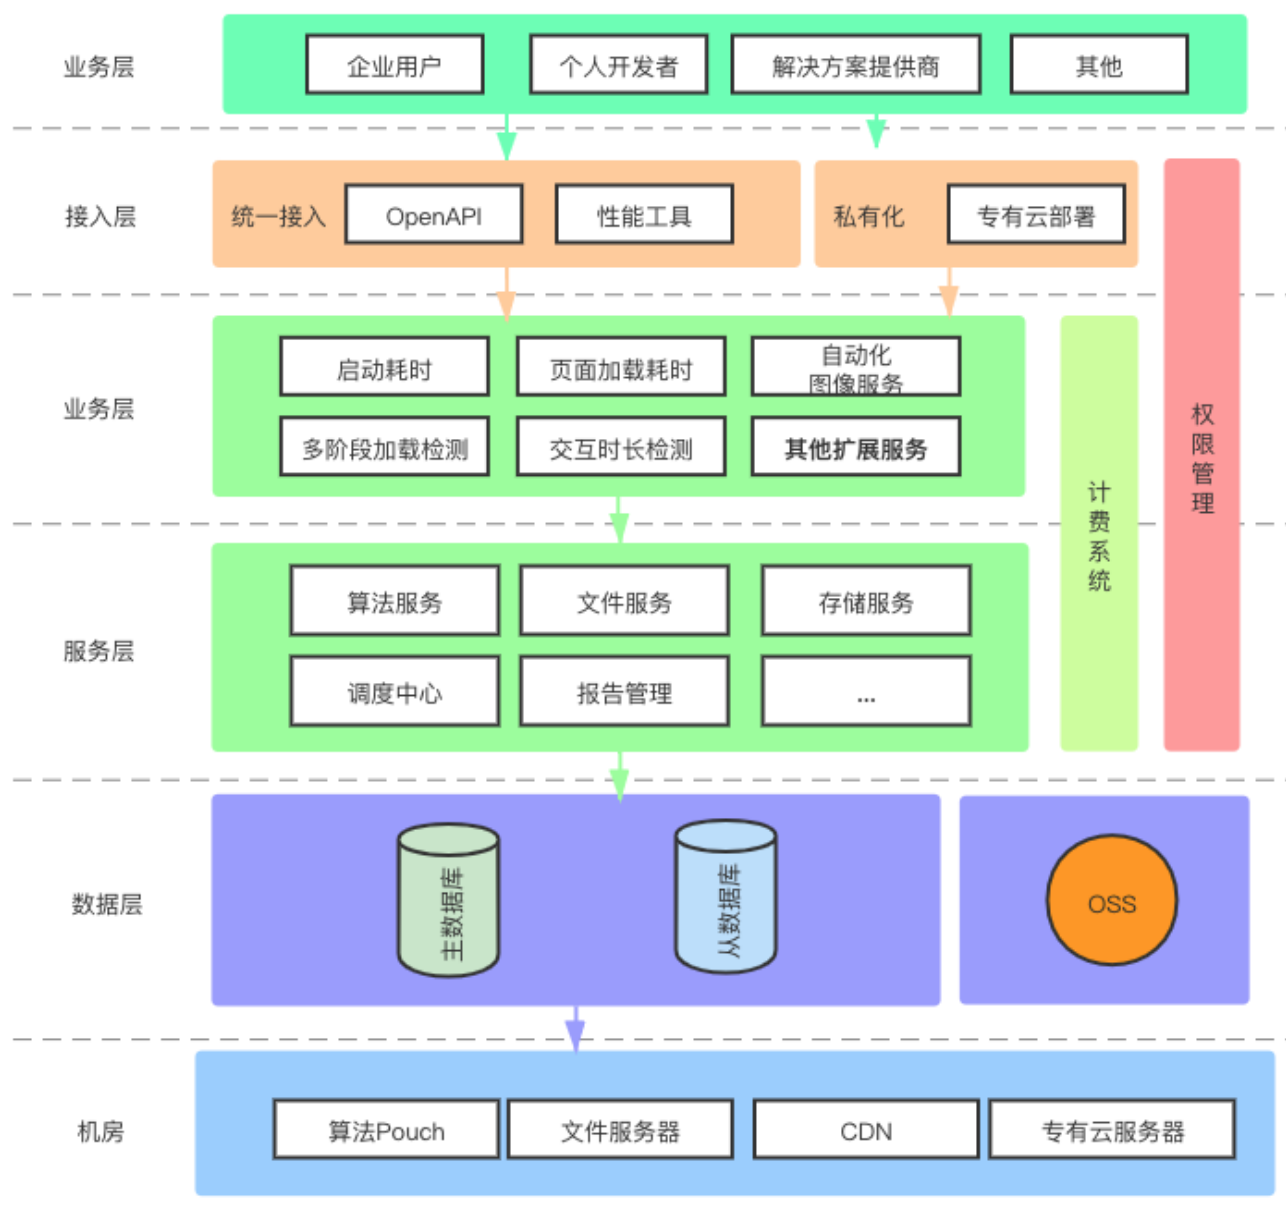 业务层
企业用户
个人开发者
解决方案提供商
其他
接入层
统一接入
OpenAPI
性能工具
私有化
专有云部署
业务层
启动耗时
页面加载耗时
自动化
图像服务
多阶段加载检测
交互时长检测
其他扩展服务
计费系统
权限管理
服务层
算法服务
文件服务
存储服务
调度中心
报告管理
...
数据层
主数据库
从数据库
OSS
机房
算法Pouch
文件服务器
CDN
专有云服务器